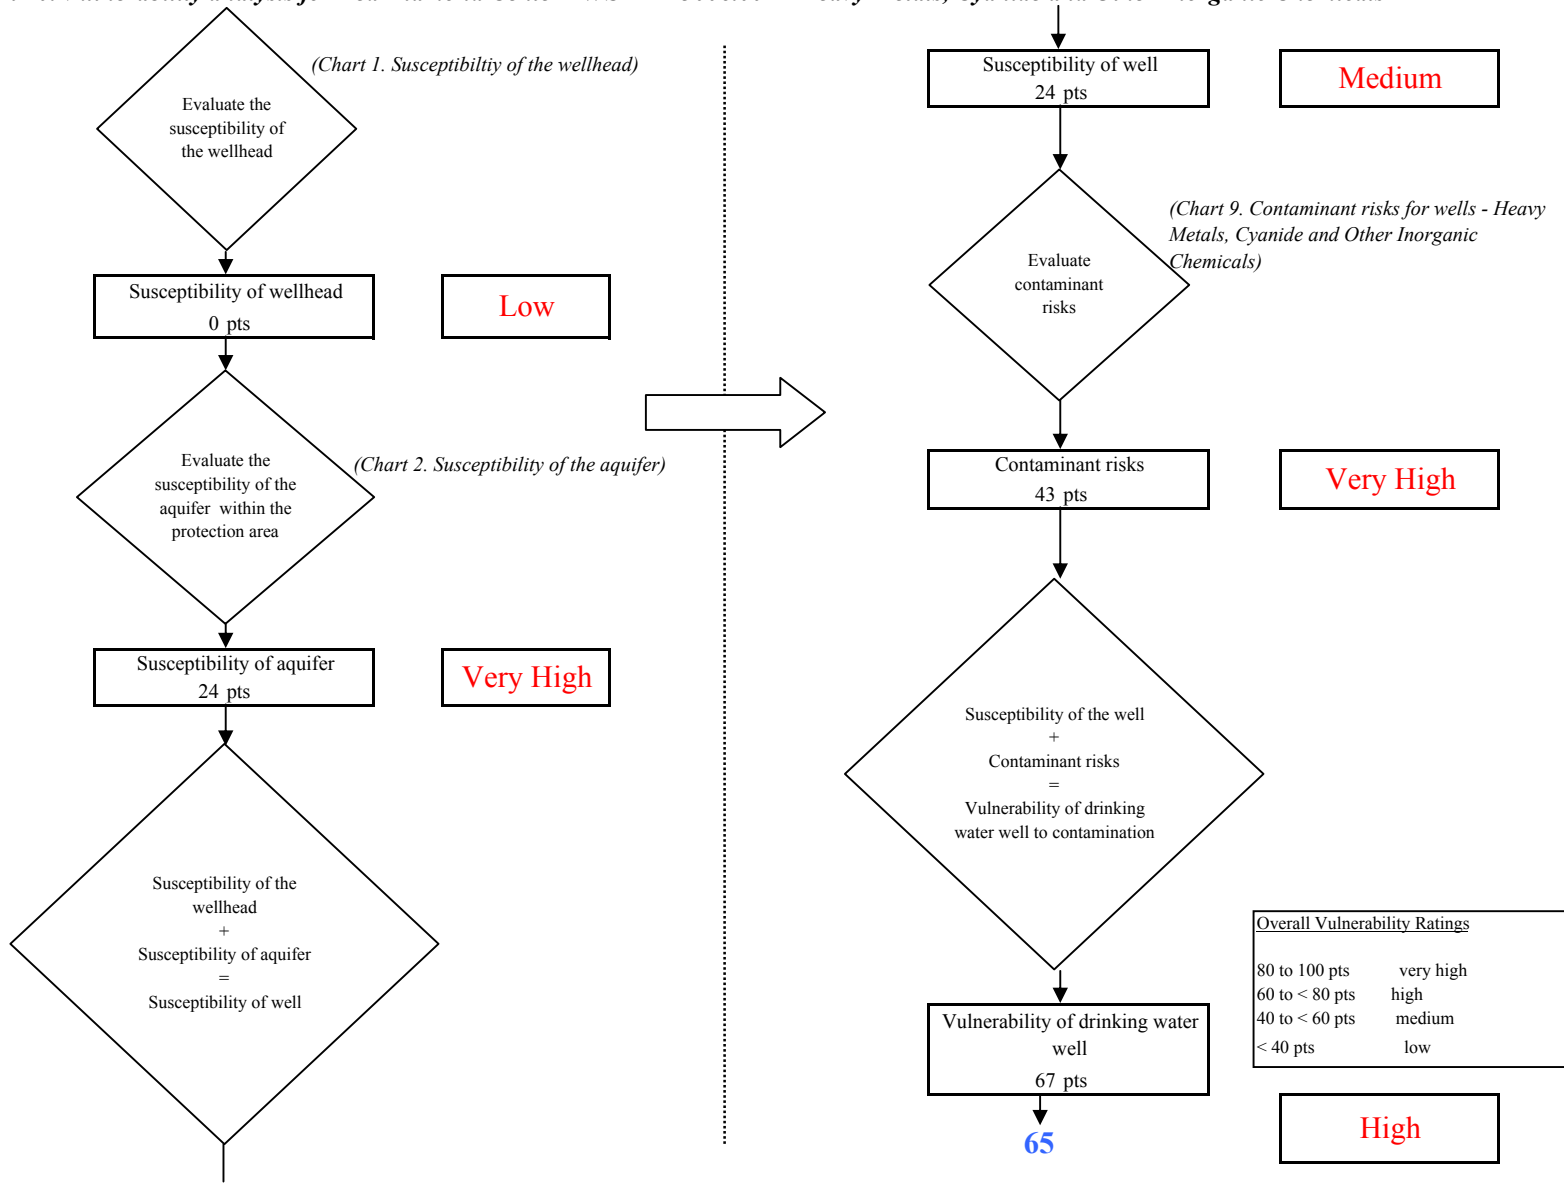 (Chart 1. Susceptibiltiy of the wellhead)
Evaluate the
susceptibility of
the wellhead
Susceptibility of wellhead
0 pts
Low
Evaluate the
susceptibility of the
aquifer within the
protection area
(Chart 2. Susceptibility of the aquifer)
Susceptibility of aquifer
24 pts
Very High
Susceptibility of the
wellhead
+
Susceptibility of aquifer
=
Susceptibility of well
Susceptibility of well
24 pts
Medium
(Chart 9. Contaminant risks for wells - Heavy
Metals, Cyanide and Other Inorganic
Chemicals)
Evaluate
contaminant
risks
Contaminant risks
43 pts
Very High
Susceptibility of the well
+
Contaminant risks
=
Vulnerability of drinking
water well to contamination
Overall Vulnerability Ratings
80 to 100 pts very high
60 to < 80 pts high
40 to < 60 pts medium
< 40 pts low
Vulnerability of drinking water
well
67 pts
65
High